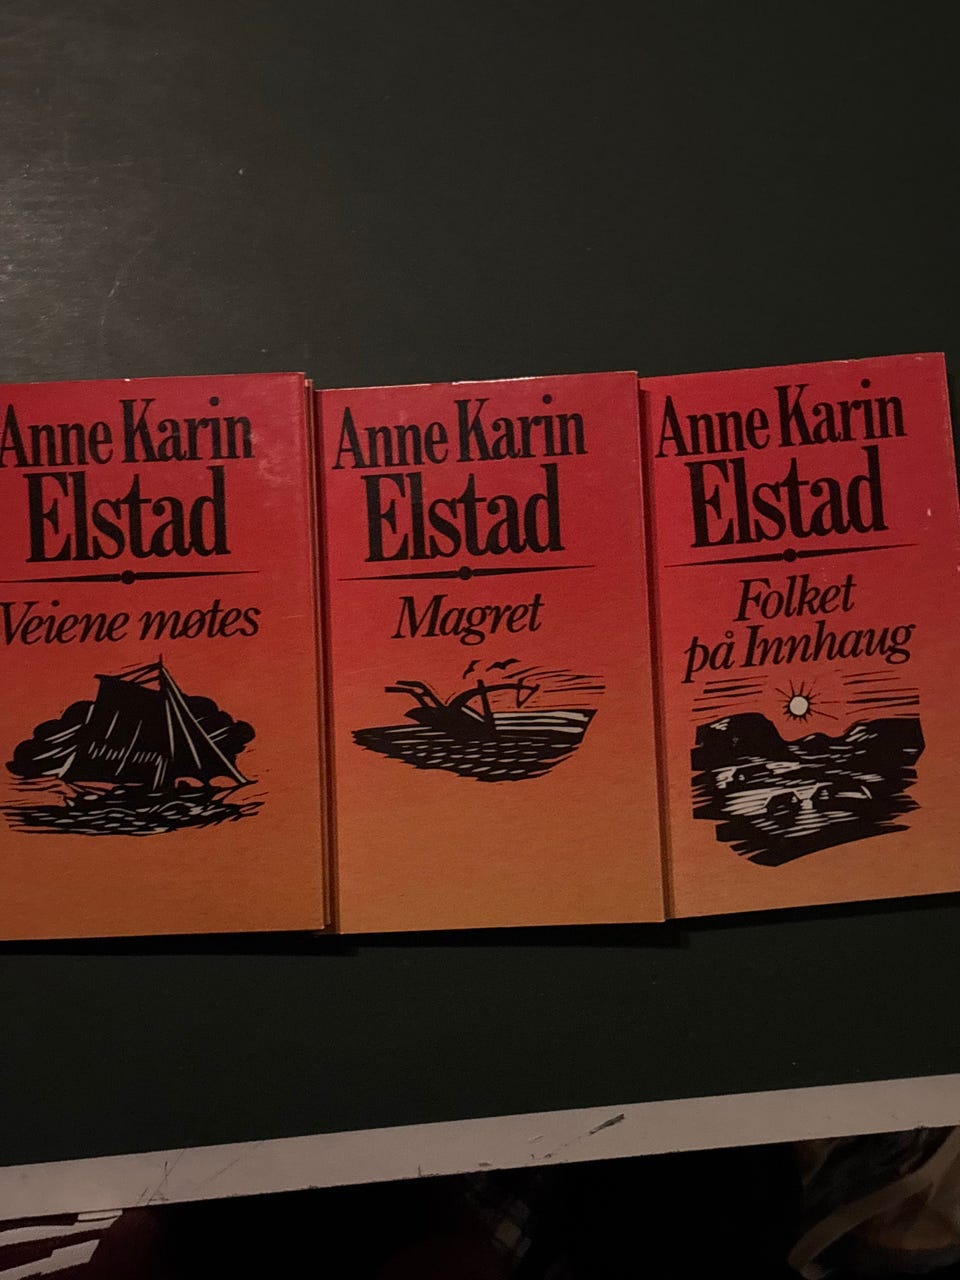 Anne Karin
Elstad
Veiene møtes
Anne Karin
Elstad
Magret
Anne Karin
Elstad
Folket
på Innhaug